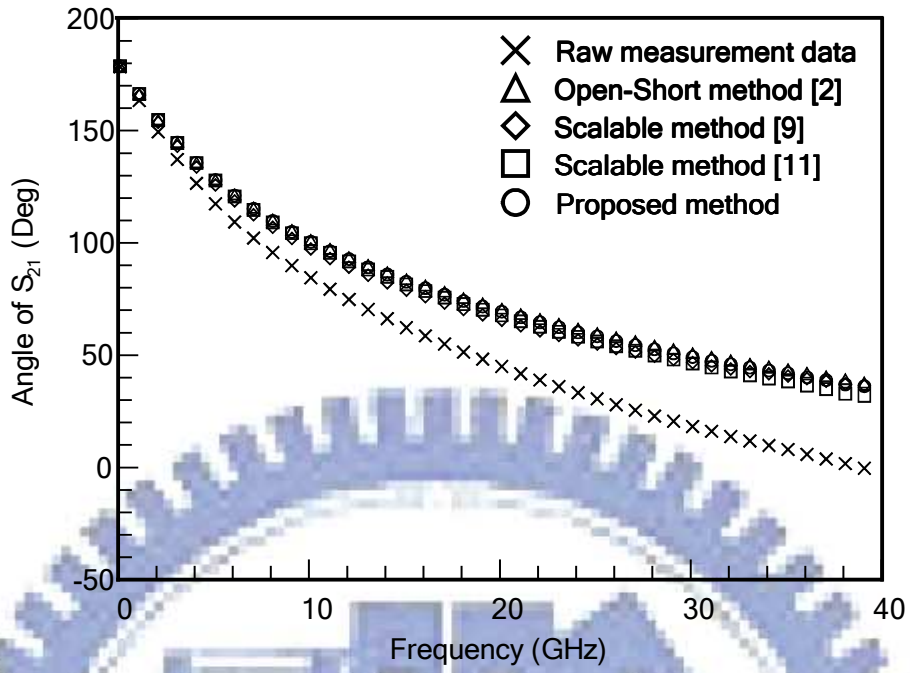 200
150
100
50
0
-50
Angle of S21 (Deg)
Raw measurement data
Open-Short method [2]
Scalable method [9]
Scalable method [11]
Proposed method
0 10 20 30 40
Frequency (GHz)